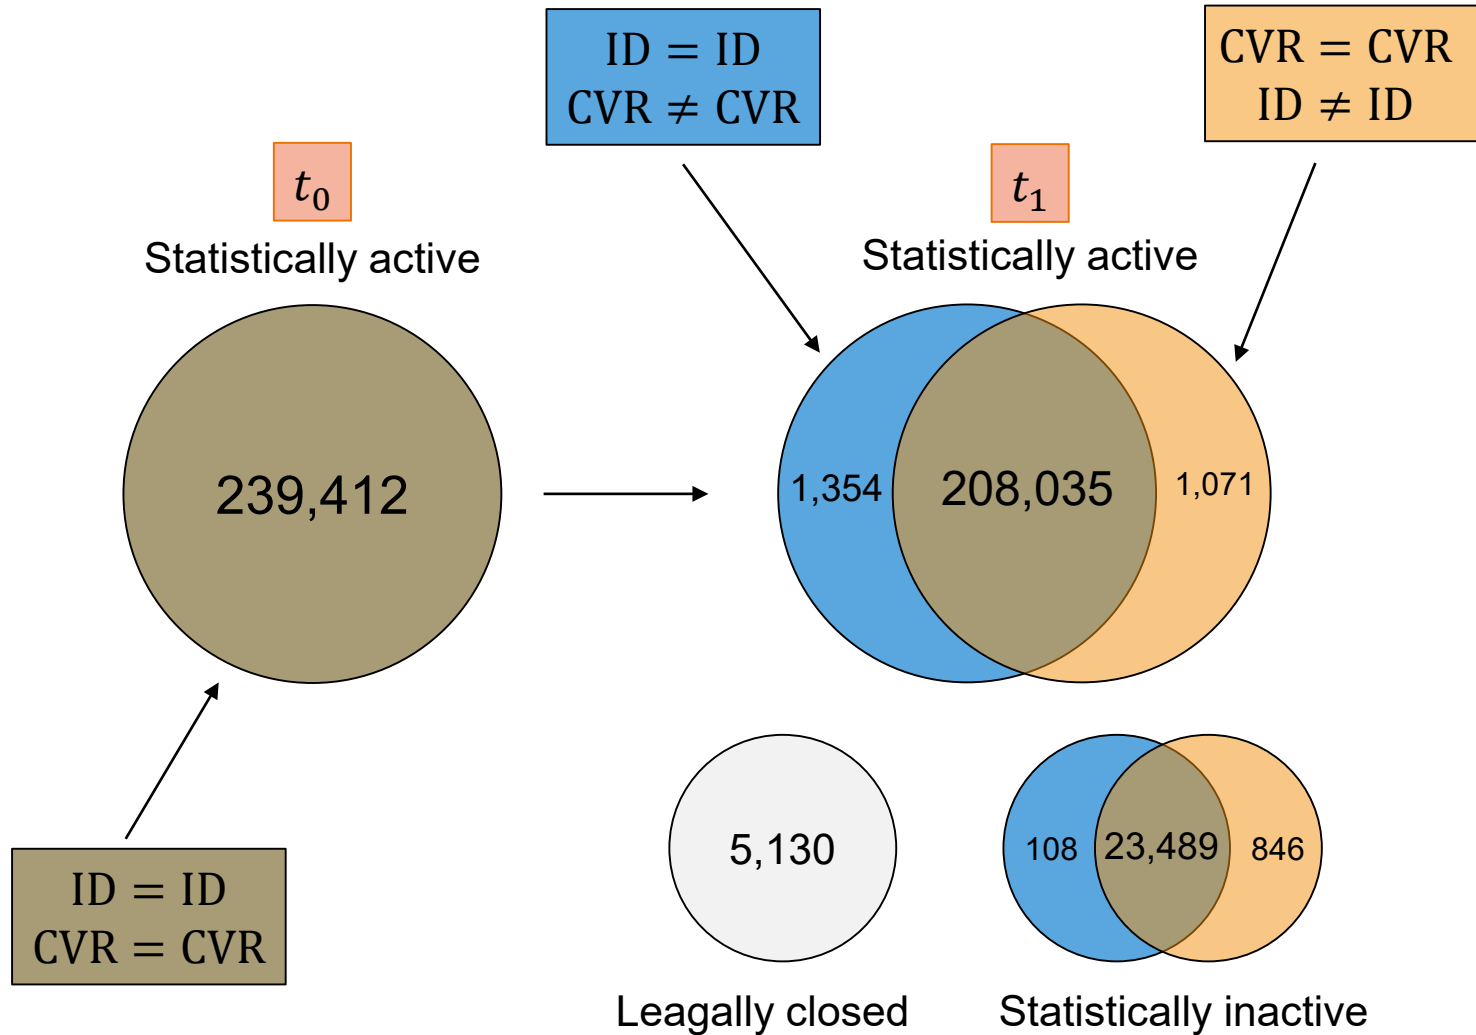 ID = ID
CVR ≠ CVR
CVR = CVR
ID ≠ ID
t₀
Statistically active
t₁
Statistically active
239,412
1,354
208,035
1,071
5,130
108
23,489
846
ID = ID
CVR = CVR
Leagally closed
Statistically inactive